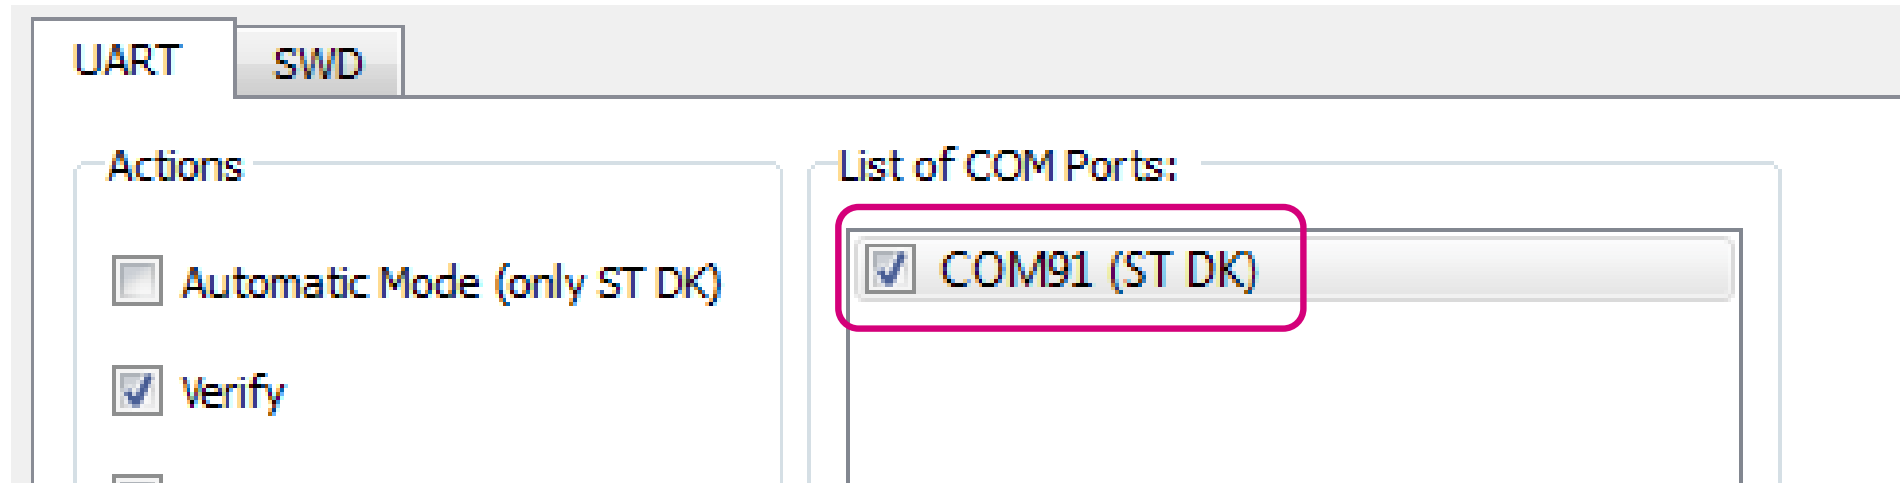 UART SWD
Actions
Automatic Mode (only ST DK)
Verify
List of COM Ports:
COM91 (ST DK)